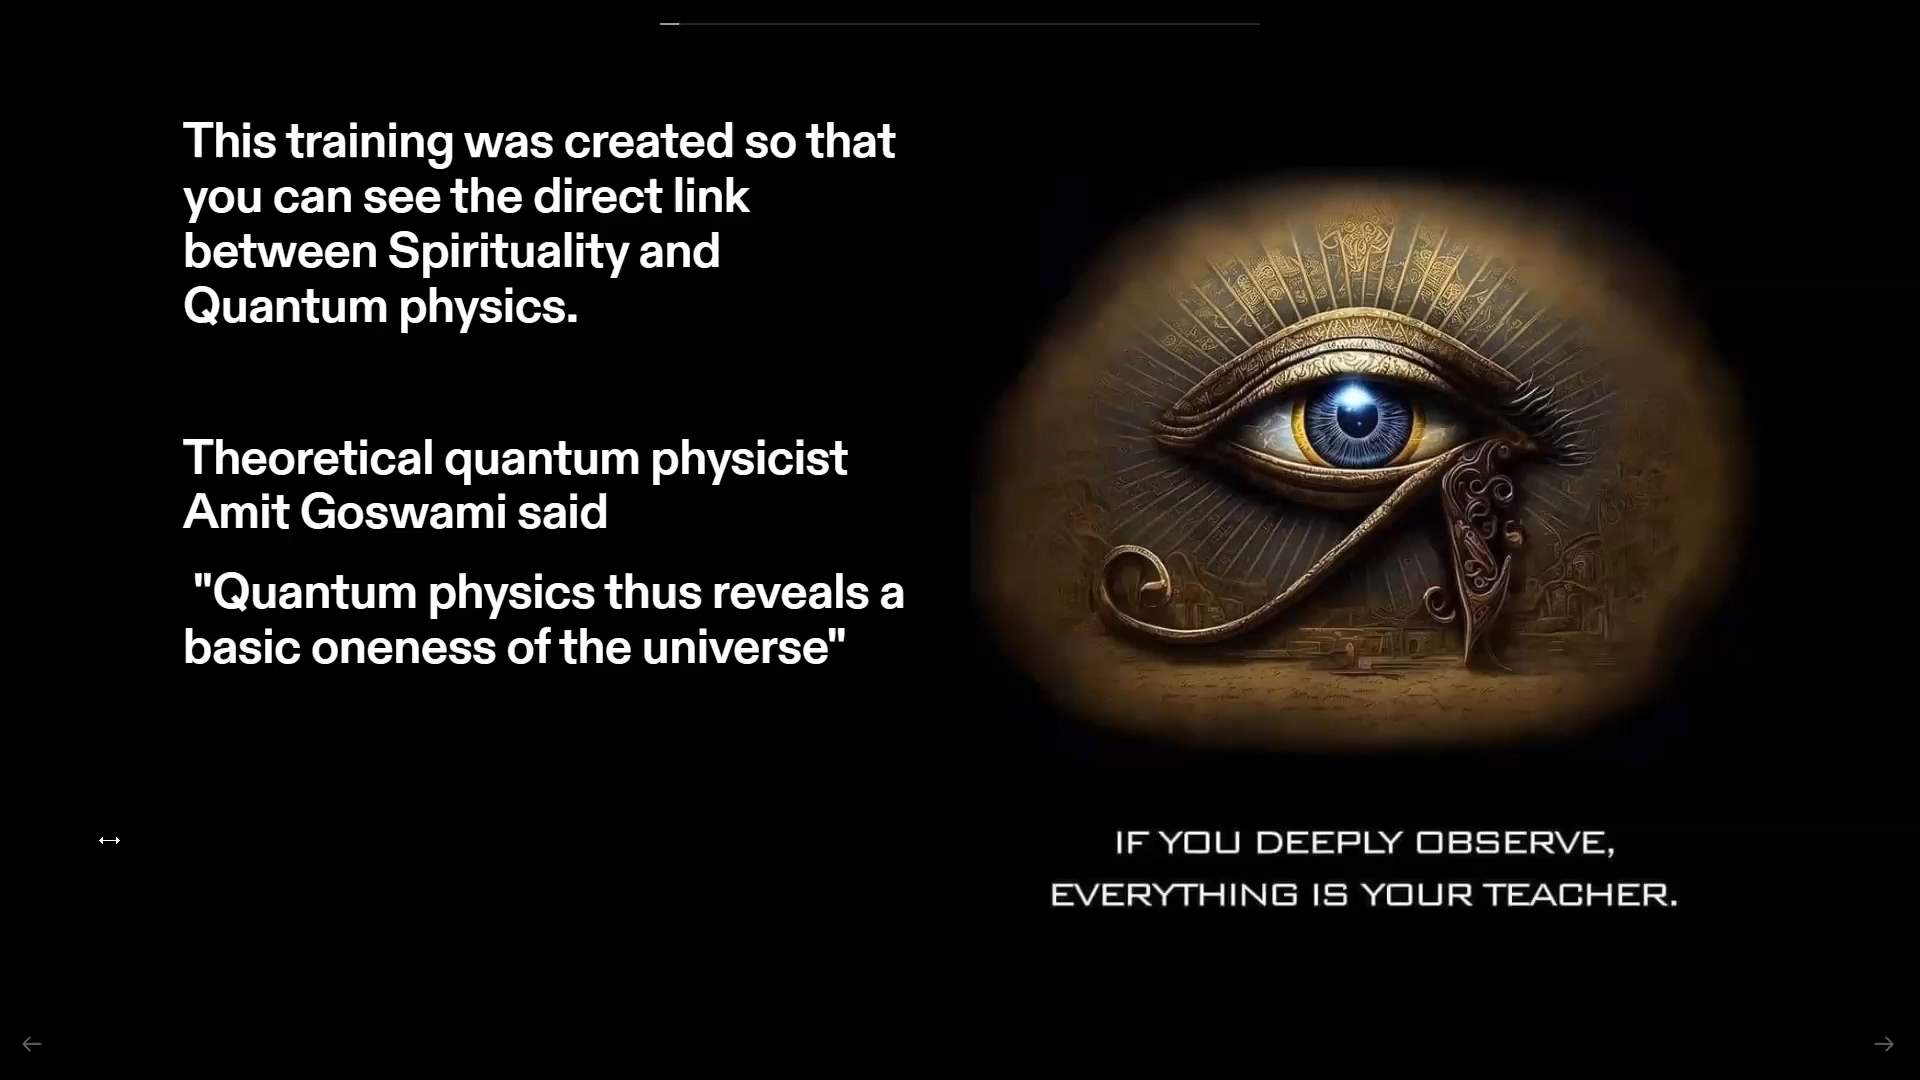 This training was created so that
you can see the direct link
between Spirituality and
Quantum physics.
Theoretical quantum physicist
Amit Goswami said
"Quantum physics thus reveals a
basic oneness of the universe"
IF YOU DEEPLY OBSERVE,
EVERYTHING IS YOUR TEACHER.